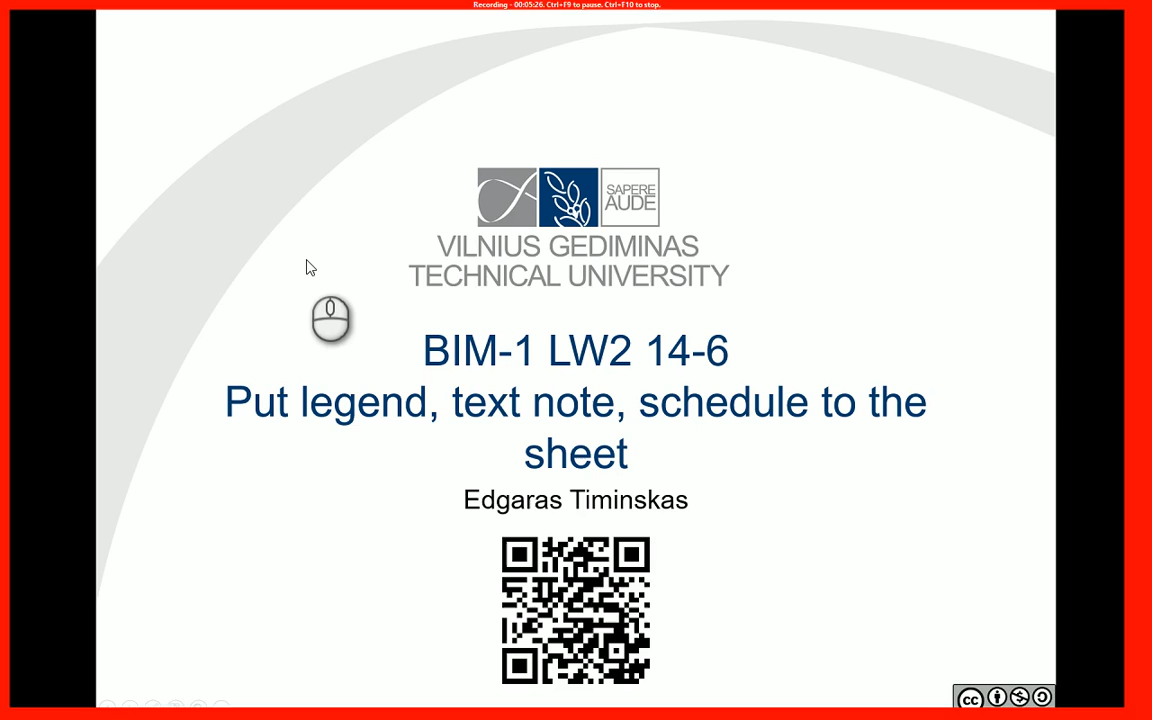 Recording - 00:05:26. Ctrl+F9 to pause. Ctrl+F10 to stop.
SAPERE
AUDE
VILNIUS GEDIMINAS
TECHNICAL UNIVERSITY
BIM-1 LW2 14-6
Put legend, text note, schedule to the
sheet
Edgaras Timinskas
cc